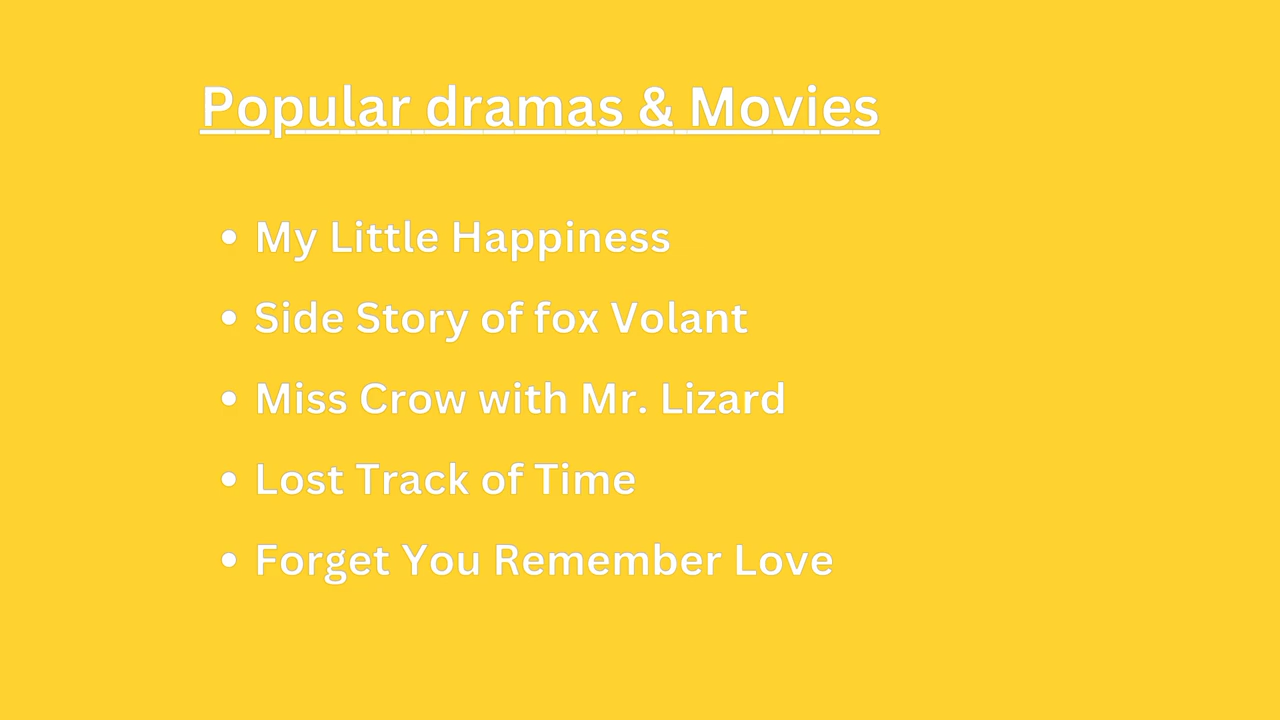 Popular dramas & Movies
• My Little Happiness
• Side Story of fox Volant
• Miss Crow with Mr. Lizard
• Lost Track of Time
• Forget You Remember Love